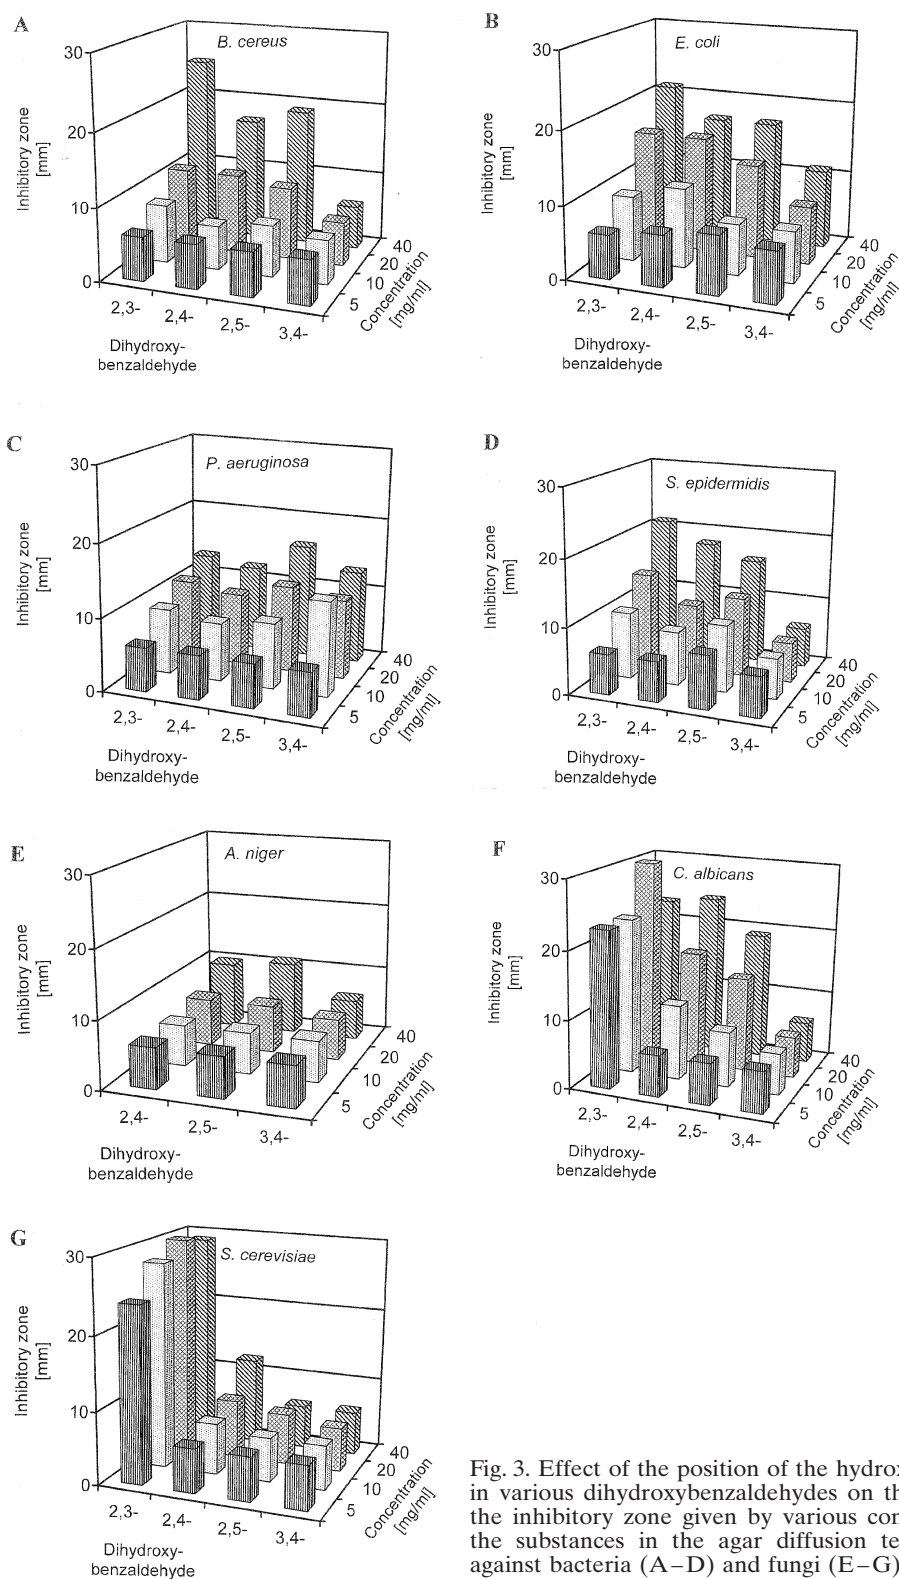 A
B. cereus
30
20
10
0
Inhibitory zone
[mm]
2,3-
2,4-
2,5-
3,4-
5
10
20
40
Concentration
[mg/ml]
Dihydroxy-
benzaldehyde
B
E. coli
30
20
10
0
Inhibitory zone
[mm]
2,3-
2,4-
2,5-
3,4-
5
10
20
40
Concentration
[mg/ml]
Dihydroxy-
benzaldehyde
C
P. aeruginosa
30
20
10
0
Inhibitory zone
[mm]
2,3-
2,4-
2,5-
3,4-
5
10
20
40
Concentration
[mg/ml]
Dihydroxy-
benzaldehyde
D
S. epidermidis
30
20
10
0
Inhibitory zone
[mm]
2,3-
2,4-
2,5-
3,4-
5
10
20
40
Concentration
[mg/ml]
Dihydroxy-
benzaldehyde
E
A. niger
30
20
10
0
Inhibitory zone
[mm]
2,4-
2,5-
3,4-
5
10
20
40
Concentration
[mg/ml]
Dihydroxy-
benzaldehyde
F
C. albicans
30
20
10
0
Inhibitory zone
[mm]
2,3-
2,4-
2,5-
3,4-
5
10
20
40
Concentration
[mg/ml]
Dihydroxy-
benzaldehyde
G
S. cerevisiae
30
20
10
0
Inhibitory zone
[mm]
2,3-
2,4-
2,5-
3,4-
5
10
20
40
Concentration
[mg/ml]
Dihydroxy-
benzaldehyde
Fig. 3. Effect of the position of the hydrox
in various dihydroxybenzaldehydes on th
the inhibitory zone given by various con
the substances in the agar diffusion te
against bacteria (A–D) and fungi (E–G)